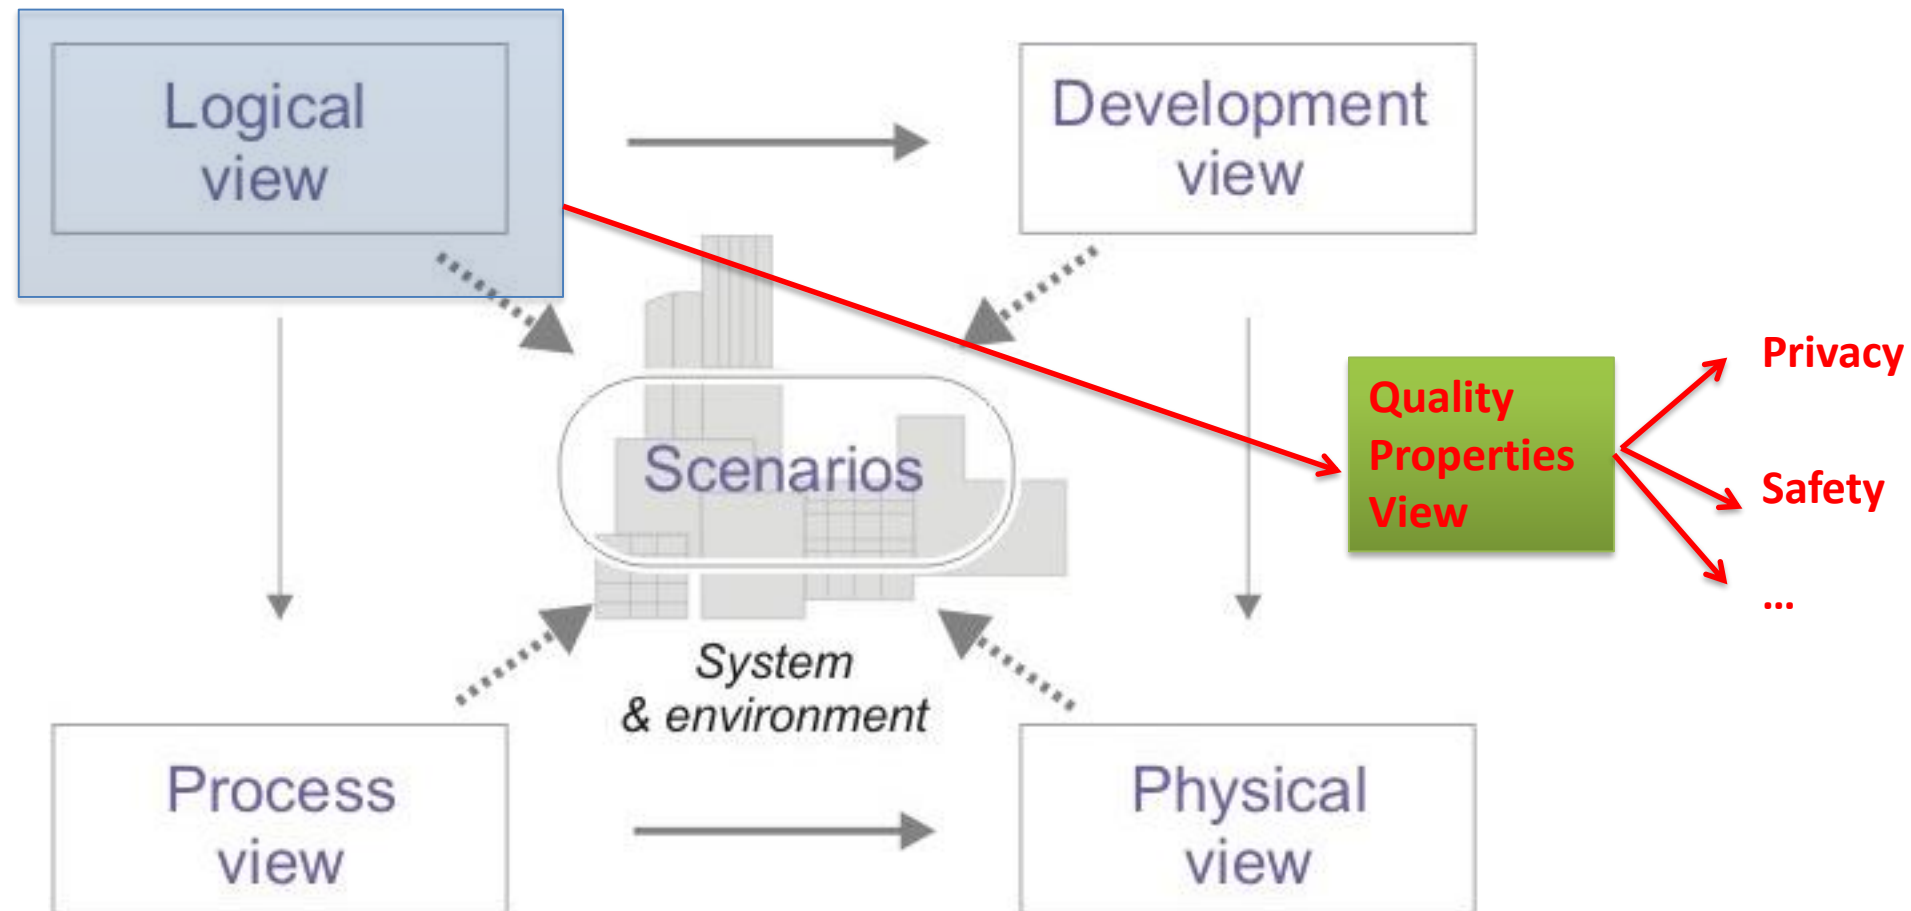 Logical
view
Development
view
Scenarios
System
& environment
Quality
Properties
View
Privacy
Safety
...
Process
view
Physical
view